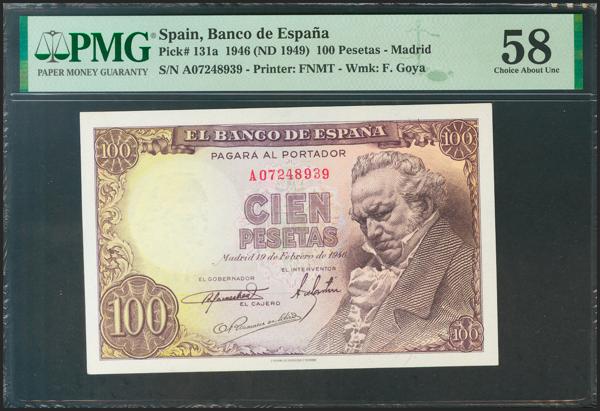 PMG
PAPER MONEY GUARANTY
Spain, Banco de España
Pick# 131a 1946 (ND 1949) 100 Pesetas - Madrid
S/N A07248939 - Printer: FNMT - Wmk: F. Goya
58
Choice About Unc
100
EL BANCO DE ESPAÑA
100
PAGARÁ AL PORTADOR
A07248939
CIEN
PESETAS
Madrid 19 de Febrero de 1946
EL GOBERNADOR
EL INTERVENTOR
EL CAJERO
100
100